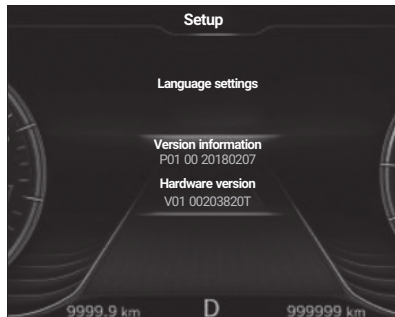 Setup
Language settings
Version information
P01 00 20180207
Hardware version
V01 00203820T
9999.9 km D 999999 km